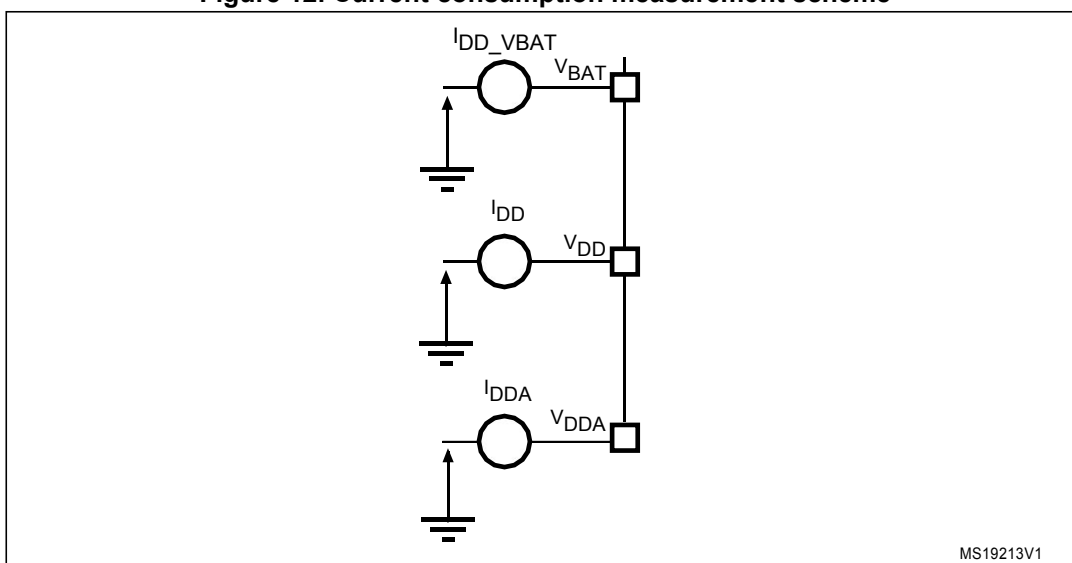 Figure 12. Current consumption measurement scheme
IDD_VBAT
VBAT
IDD
VDD
IDDA
VDDA
MS19213V1